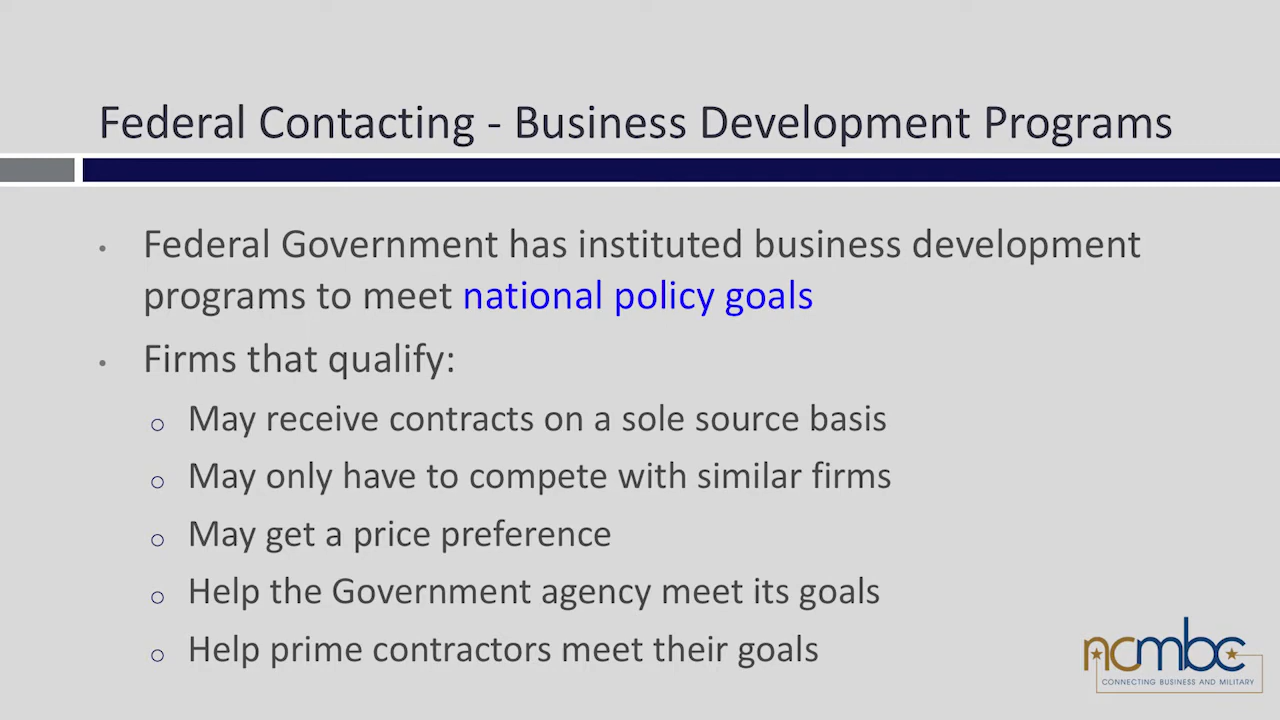 Federal Contacting - Business Development Programs
• Federal Government has instituted business development
programs to meet national policy goals
• Firms that qualify:
o May receive contracts on a sole source basis
o May only have to compete with similar firms
o May get a price preference
o Help the Government agency meet its goals
o Help prime contractors meet their goals
ncmbc
CONNECTING BUSINESS AND MILITARY